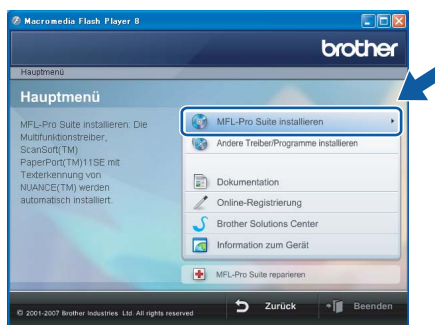 Macromedia Flash Player 8
brother
Hauptmenü
Hauptmenü
MFL-Pro Suite installieren: Die
Multifunktionstreiber,
ScanSoft(TM)
PaperPort(TM)11SE mit
Texterkennung von
NUANCE(TM) werden
automatisch installiert.
MFL-Pro Suite installieren
Andere Treiber/Programme installieren
Dokumentation
Online-Registrierung
Brother Solutions Center
Information zum Gerät
MFL-Pro Suite reparieren
© 2001-2007 Brother Industries Ltd. All rights reserved
Zurück
Beenden